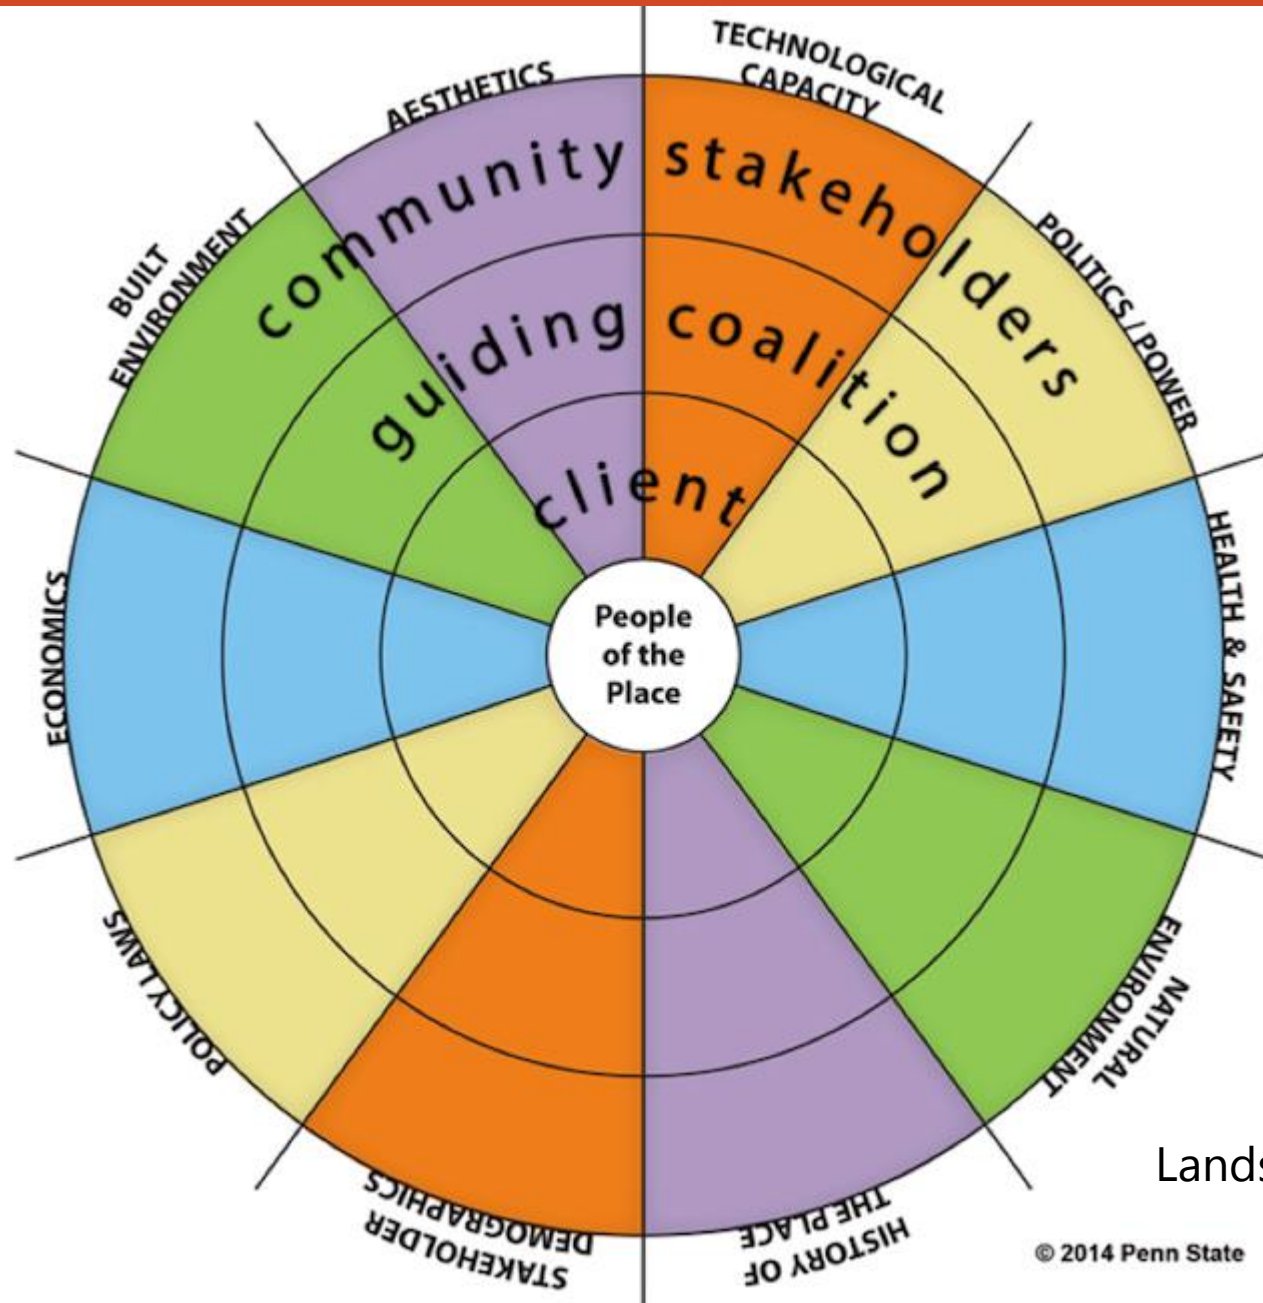 TECHNOLOGICAL
CAPACITY
AESTHETICS
community stakeholders
POLITICS / POWER
BUILT
ENVIRONMENT
guiding coalition
client
HEALTH & SAFETY
ECONOMICS
People
of the
Place
POLICY LAWS
NATURAL
ENVIRONMENT
Lands
STAKEHOLDER
DEMOGRAPHICS
HISTORY OF
THE PLACE
© 2014 Penn State